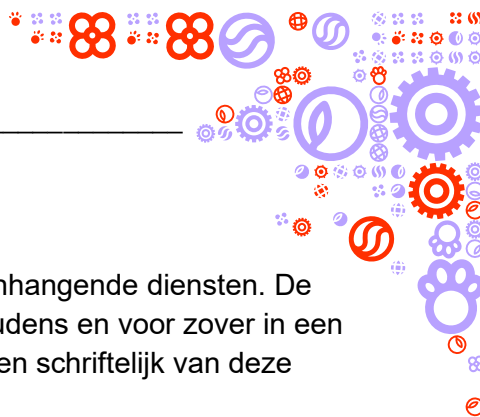 nhangende diensten. De
udens en voor zover in een
en schriftelijk van deze